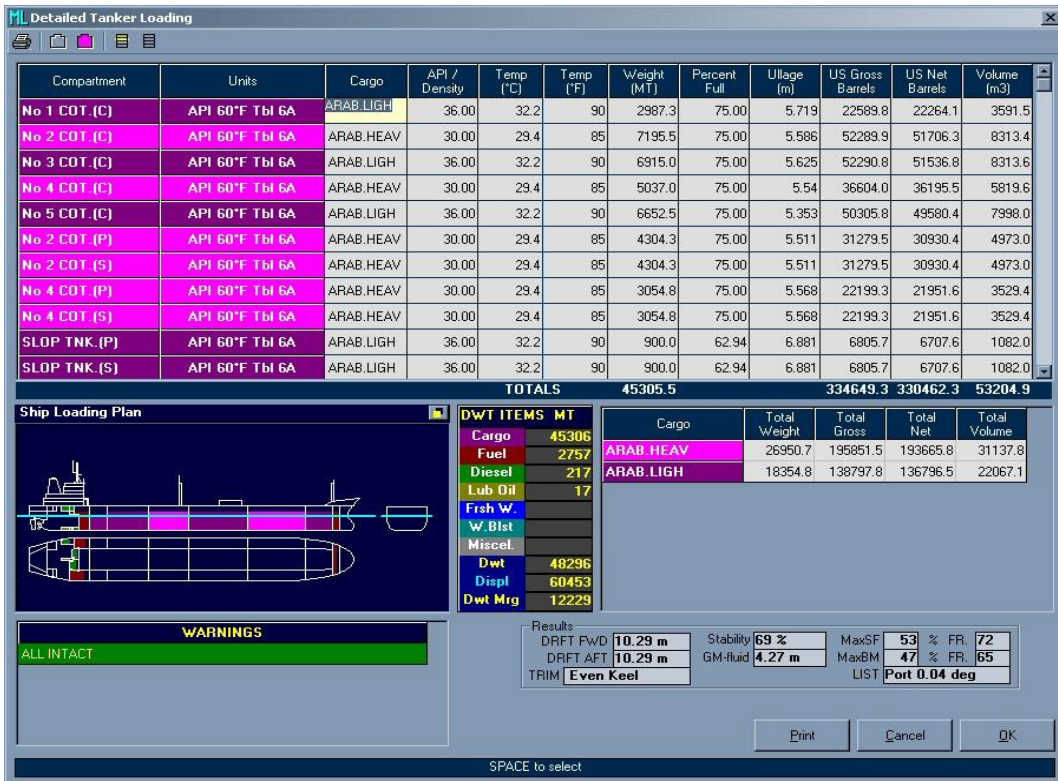 ML Detailed Tanker Loading
Compartment Units Cargo API / Density Temp (°C) Temp (°F) Weight (MT) Percent Full Ullage (m) US Gross Barrels US Net Barrels Volume (m3)
No 1 COT.(C) API 60°F Tbl 6A ARAB.LIGH 36.00 32.2 90 2987.3 75.00 5.719 22589.8 22264.1 3591.5
No 2 COT.(C) API 60°F Tbl 6A ARAB.HEAV 30.00 29.4 85 7195.5 75.00 5.586 52289.9 51706.3 8313.4
No 3 COT.(C) API 60°F Tbl 6A ARAB.LIGH 36.00 32.2 90 6915.0 75.00 5.625 52290.8 51536.8 8313.6
No 4 COT.(C) API 60°F Tbl 6A ARAB.HEAV 30.00 29.4 85 5037.0 75.00 5.54 36604.0 36195.5 5819.6
No 5 COT.(C) API 60°F Tbl 6A ARAB.LIGH 36.00 32.2 90 6652.5 75.00 5.353 50305.8 49580.4 7998.0
No 2 COT.(P) API 60°F Tbl 6A ARAB.HEAV 30.00 29.4 85 4304.3 75.00 5.511 31279.5 30930.4 4973.0
No 2 COT.(S) API 60°F Tbl 6A ARAB.HEAV 30.00 29.4 85 4304.3 75.00 5.511 31279.5 30930.4 4973.0
No 4 COT.(P) API 60°F Tbl 6A ARAB.HEAV 30.00 29.4 85 3054.8 75.00 5.568 22199.3 21951.6 3529.4
No 4 COT.(S) API 60°F Tbl 6A ARAB.HEAV 30.00 29.4 85 3054.8 75.00 5.568 22199.3 21951.6 3529.4
SLOP TNK.(P) API 60°F Tbl 6A ARAB.LIGH 36.00 32.2 90 900.0 62.94 6.881 6805.7 6707.6 1082.0
SLOP TNK.(S) API 60°F Tbl 6A ARAB.LIGH 36.00 32.2 90 900.0 62.94 6.881 6805.7 6707.6 1082.0
TOTALS 45305.5 334649.3 330462.3 53204.9
Ship Loading Plan
DWT ITEMS MT
Cargo 45306
Fuel 2757
Diesel 217
Lub Oil 17
Frsh W.
W.Blst
Miscel.
Dwt 48296
Displ 60453
Dwt Mrg 12229
Cargo Total Weight Total Gross Total Net Total Volume
ARAB.HEAV 26950.7 195851.5 193665.8 31137.8
ARAB.LIGH 18354.8 138797.8 136796.5 22067.1
WARNINGS
ALL INTACT
Results
DRFT FWD 10.29 m Stability 69 % MaxSF 53 % FR. 72
DRFT AFT 10.29 m GM-fluid 4.27 m MaxBM 47 % FR. 65
TRIM Even Keel LIST Port 0.04 deg
Print Cancel OK
SPACE to select